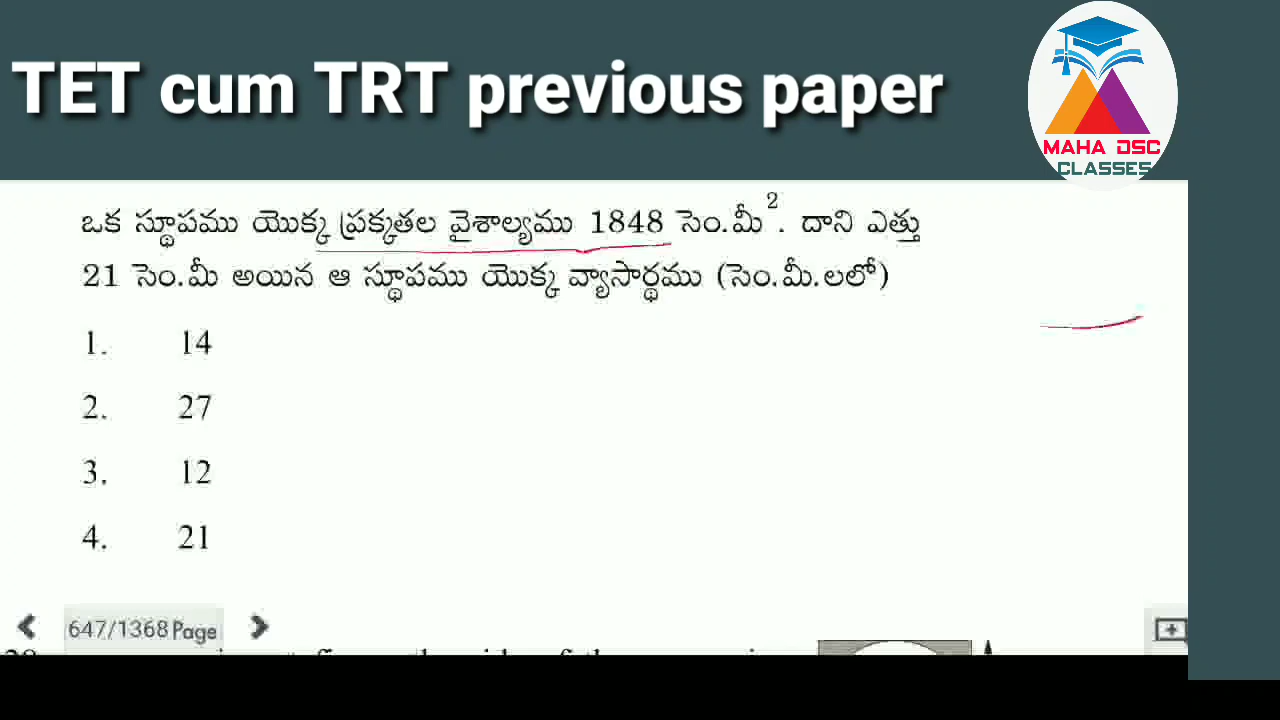 TET cum TRT previous paper
MAHA DSC
CLASSES
ఒక స్థూపము యొక్క ప్రక్కతల వైశాల్యము 1848 సెం.మీ². దాని ఎత్తు
21 సెం.మీ అయిన ఆ స్థూపము యొక్క వ్యాసార్థము (సెం.మీ.లలో)
1. 14
2. 27
3. 12
4. 21
647/1368 Page